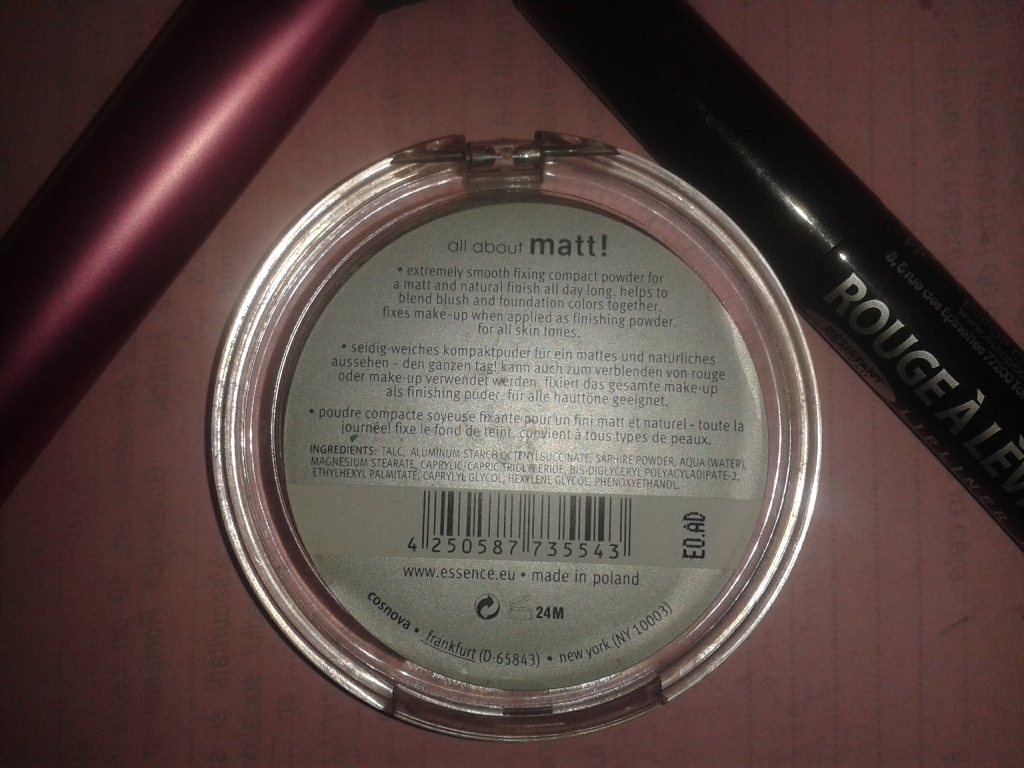 all about matt!
• extremely smooth fixing compact powder for
a matt and natural finish all day long. helps to
blend blush and foundation colors together.
fixes make-up when applied as finishing powder.
for all skin tones.
• seidig-weiches kompaktpuder für ein mattes und natürliches
aussehen – den ganzen tag! kann auch zum verblenden von rouge
oder make-up verwendet werden. fixiert das gesamte make-up
als finishing puder. für alle hauttöne geeignet.
• poudre compacte soyeuse fixante pour un fini matt et naturel – toute la
journée! fixe le fond de teint. convient à tous types de peaux.
INGREDIENTS: TALC, ALUMINUM STARCH OCTENYLSUCCINATE, SAPHIRE POWDER, AQUA (WATER),
MAGNESIUM STEARATE, CAPRYLIC/CAPRIC TRIGLYCERIDE, BIS-DIGLYCERYL POLYACYLADIPATE-2,
ETHYLHEXYL PALMITATE, CAPRYLYL GLYCOL, HEXYLENE GLYCOL, PHENOXYETHANOL.
4 250587 735543
E0.AD
www.essence.eu • made in poland
24M
cosnova • frankfurt (D-65843) • new york (NY 10003)
ROUGE À LÈV
LIPLINER